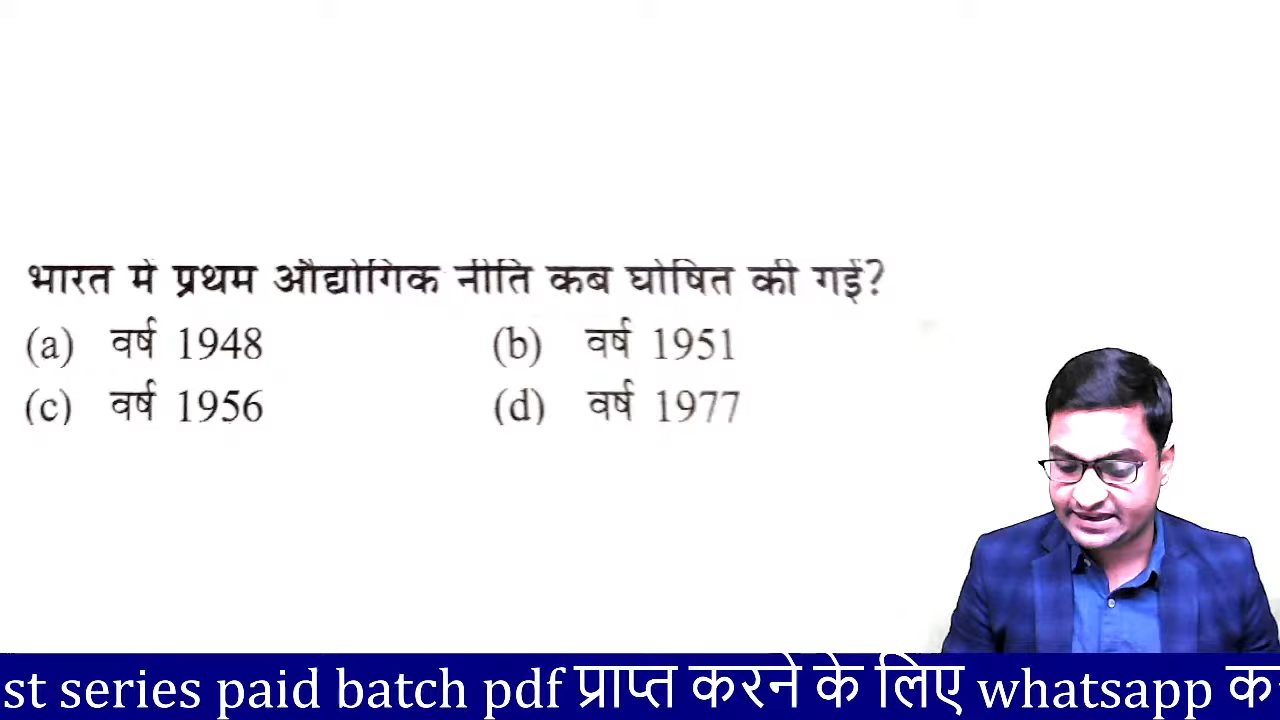 भारत में प्रथम औद्योगिक नीति कब घोषित की गई?
(a) वर्ष 1948 (b) वर्ष 1951
(c) वर्ष 1956 (d) वर्ष 1977
st series paid batch pdf प्राप्त करने के लिए whatsapp